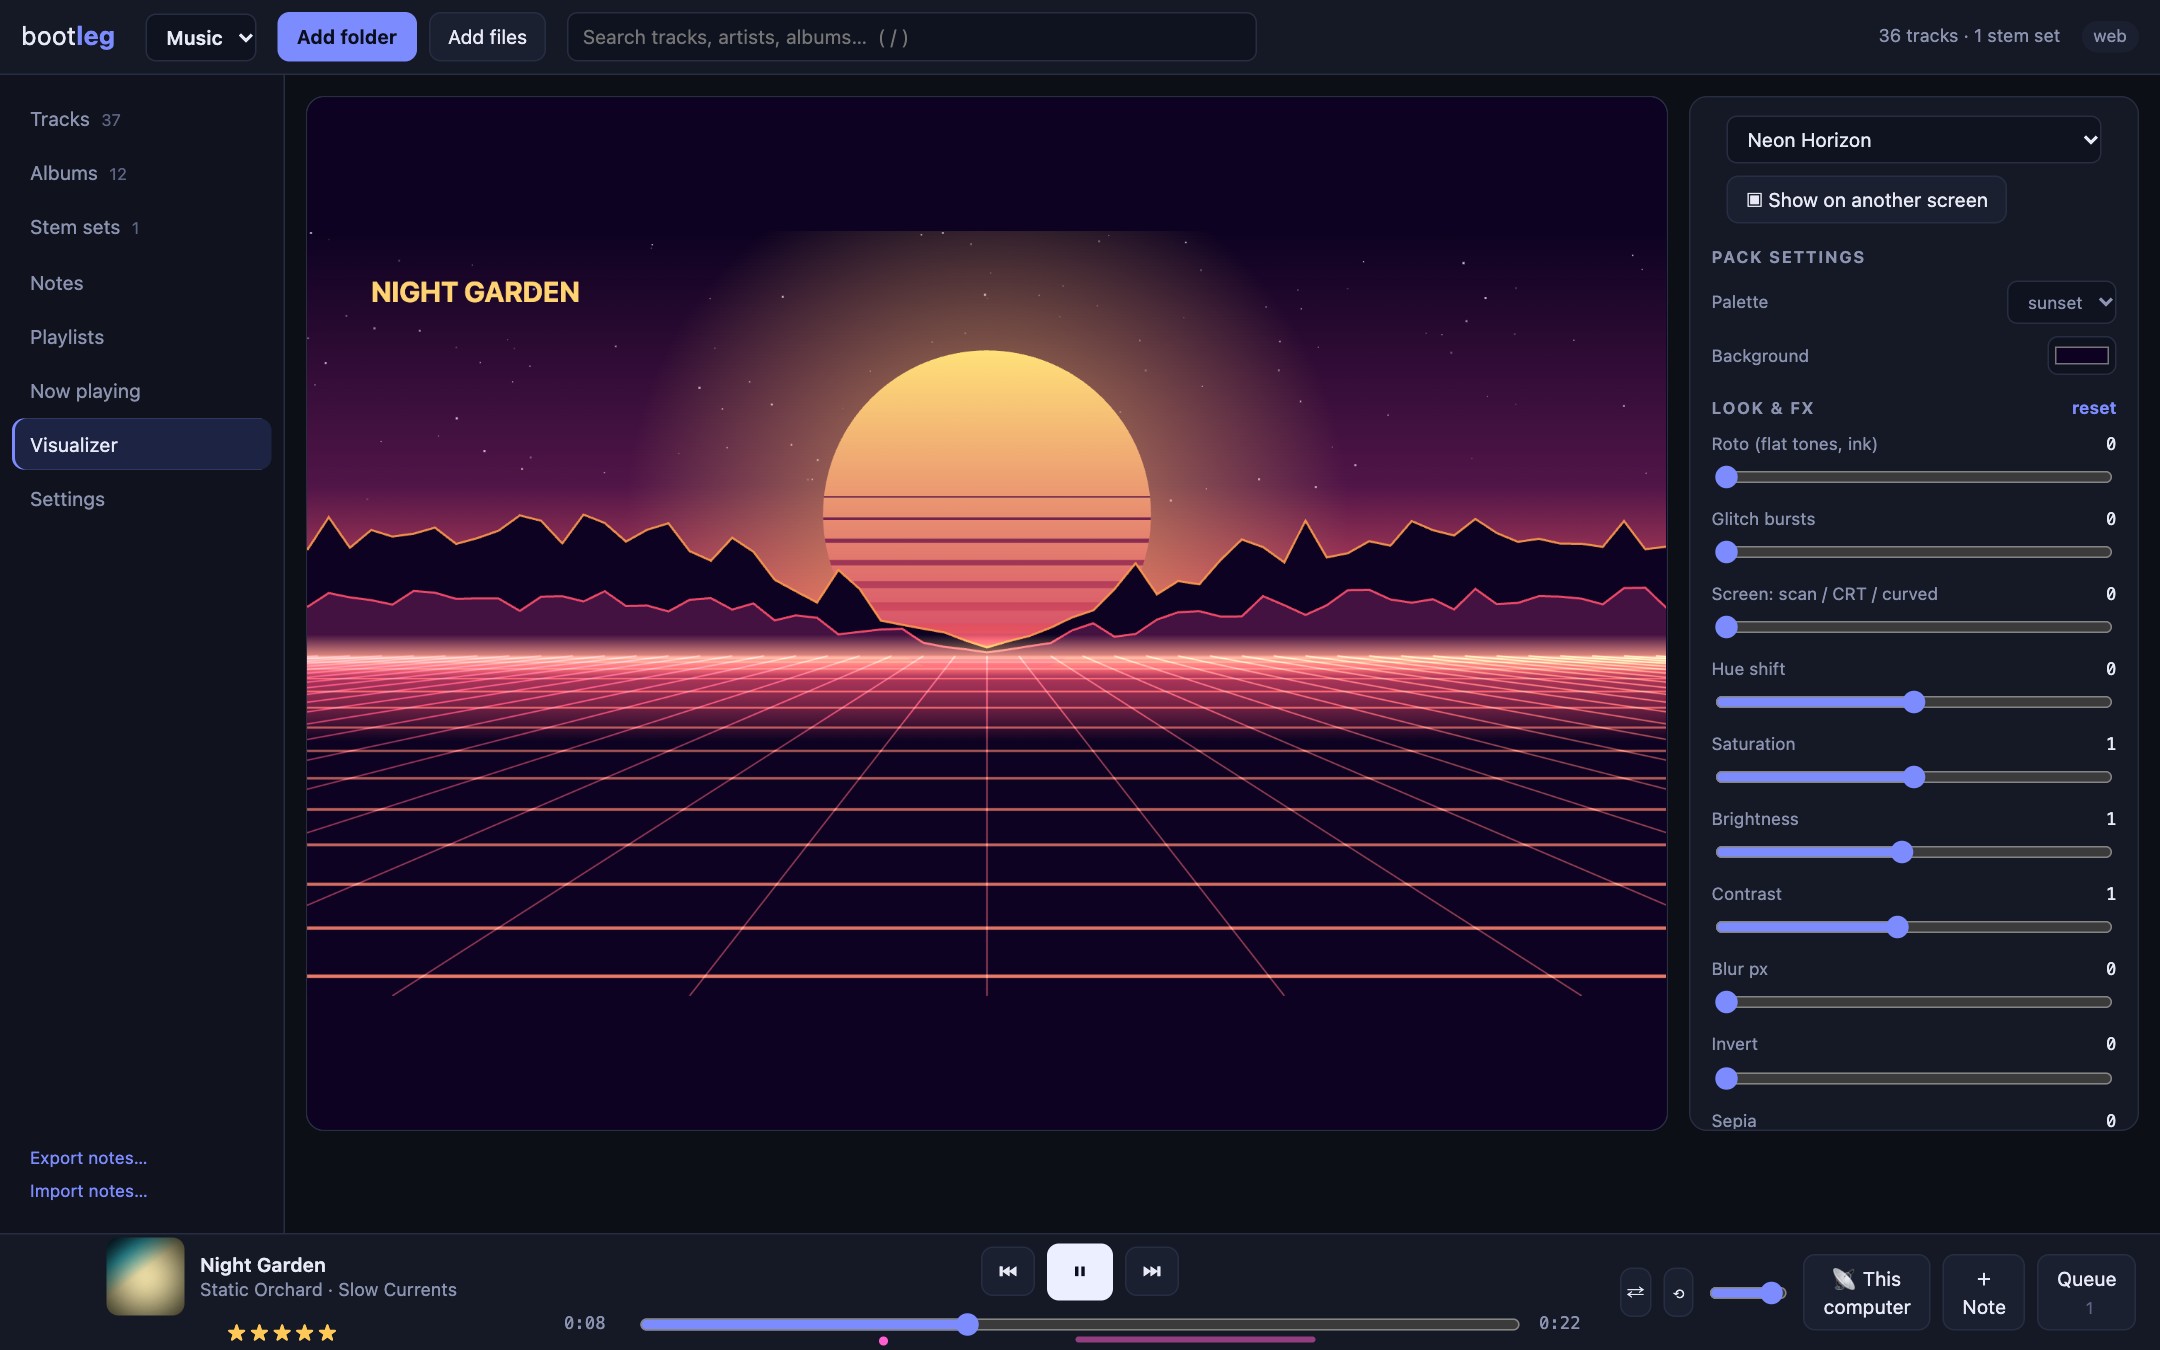 bootleg
Music
Add folder
Add files
Search tracks, artists, albums... ( / )
36 tracks · 1 stem set
web
Tracks 37
Albums 12
Stem sets 1
Notes
Playlists
Now playing
Visualizer
Settings
Export notes...
Import notes...
NIGHT GARDEN
Neon Horizon
Show on another screen
PACK SETTINGS
Palette
sunset
Background
LOOK & FX
reset
Roto (flat tones, ink) 0
Glitch bursts 0
Screen: scan / CRT / curved 0
Hue shift 0
Saturation 1
Brightness 1
Contrast 1
Blur px 0
Invert 0
Sepia 0
Night Garden
Static Orchard · Slow Currents
0:08
0:22
This computer
+ Note
Queue
1